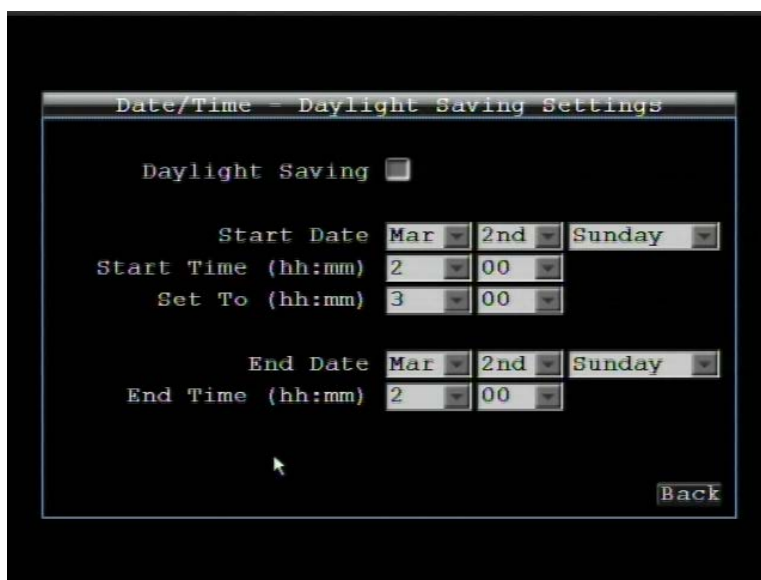 Date/Time - Daylight Saving Settings
Daylight Saving
Start Date Mar 2nd Sunday
Start Time (hh:mm) 2 00
Set To (hh:mm) 3 00
End Date Mar 2nd Sunday
End Time (hh:mm) 2 00
Back